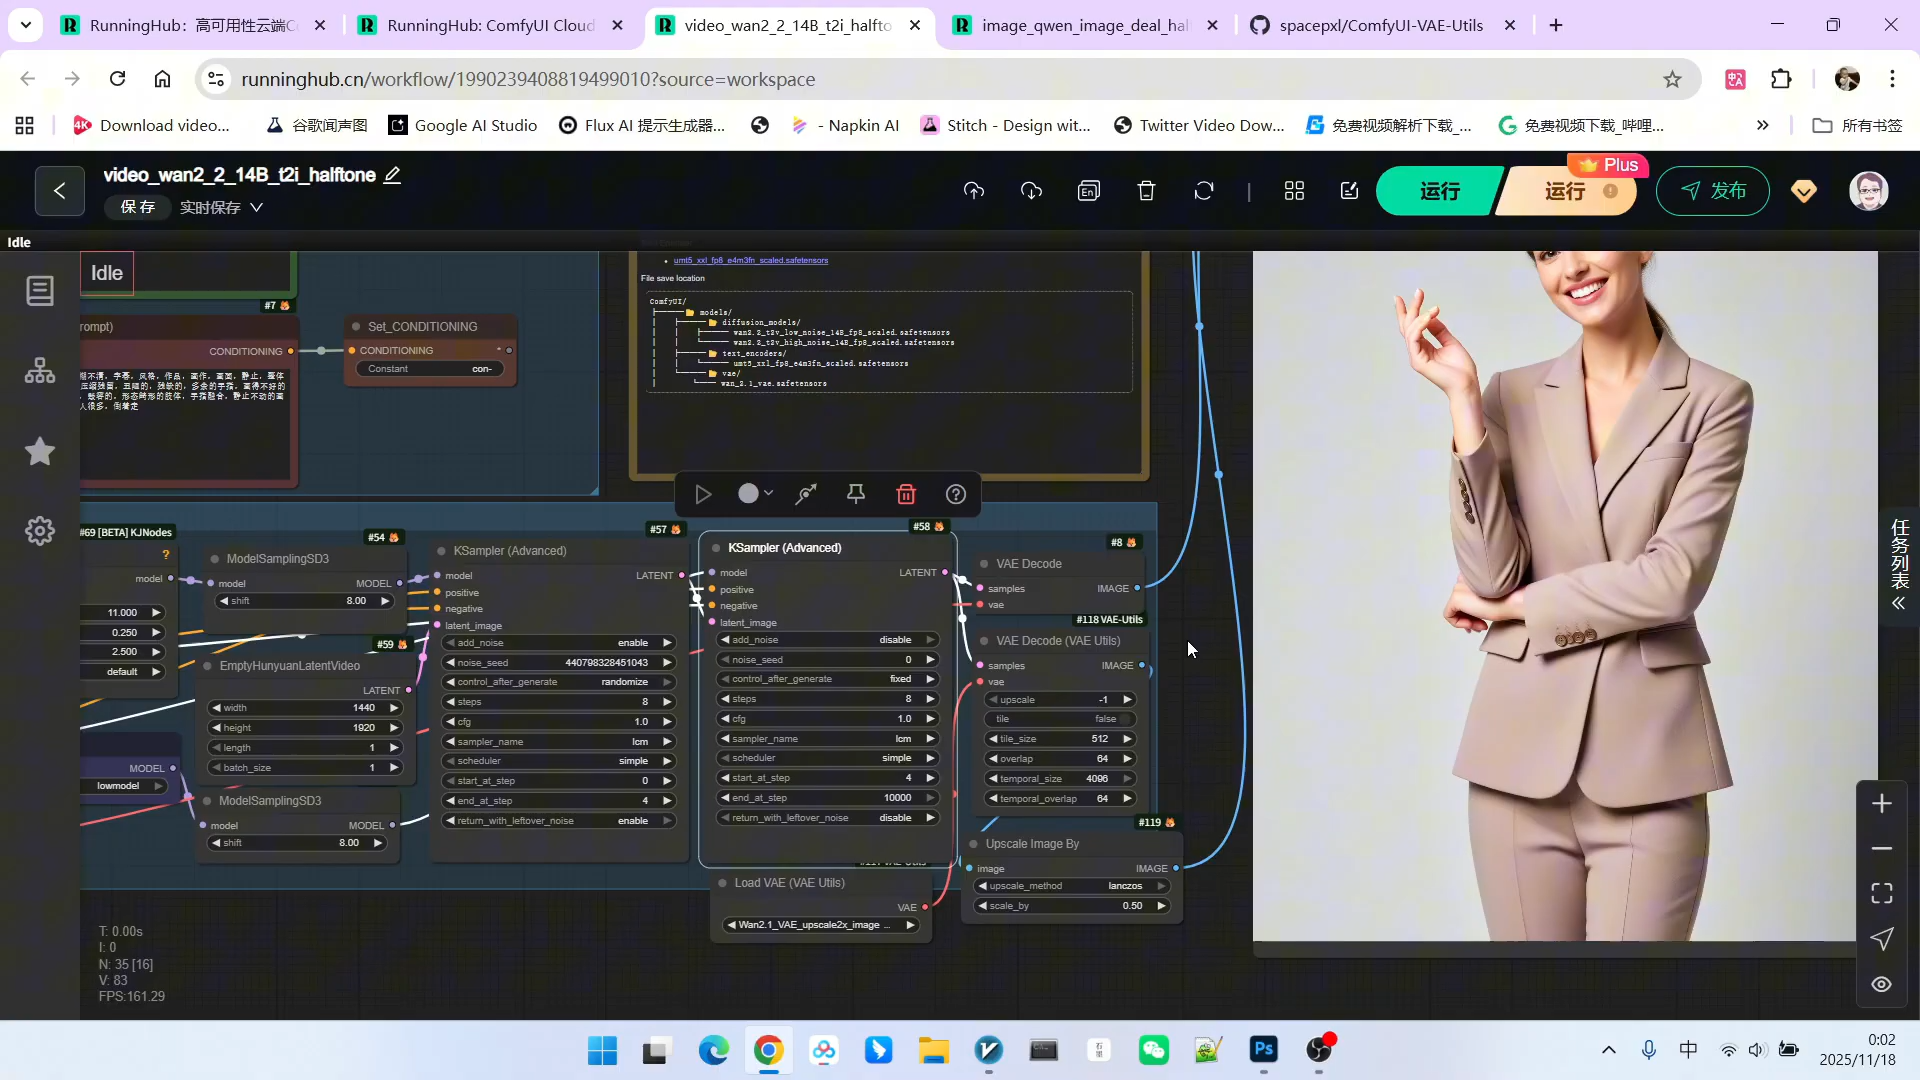 RunningHub: 高可用性云端C
RunningHub: ComfyUI Cloud
video_wan2_2_14B_t2i_halfto
image_qwen_image_deal_hal
spacepxl/ComfyUI-VAE-Utils
runninghub.cn/workflow/1990239408819499010?source=workspace
Download video...
谷歌闻声图
Google AI Studio
Flux AI 提示生成器...
- Napkin AI
Stitch - Design wit...
Twitter Video Dow...
免费视频解析下载_...
免费视频下载_哔哩...
所有书签
video_wan2_2_14B_t2i_halftone
保存
实时保存
En
运行
运行
Plus
发布
Idle
Idle
#7
rompt)
CONDITIONING
Set_CONDITIONING
CONDITIONING
Constant
con-
umt5_xxl_fp8_e4m3fn_scaled.safetensors
File save location
ComfyUI/
models/
diffusion_models/
wan2.2_t2v_low_noise_14B_fp8_scaled.safetensors
wan2.2_t2v_high_noise_14B_fp8_scaled.safetensors
text_encoders/
umt5_xxl_fp8_e4m3fn_scaled.safetensors
vae/
wan_2.1_vae.safetensors
#69 [BETA] KJNodes
?
model
11.000
0.250
2.500
default
#54
ModelSamplingSD3
model
MODEL
shift
8.00
#59
EmptyHunyuanLatentVideo
LATENT
width
1440
height
1920
length
1
batch_size
1
MODEL
lowmodel
ModelSamplingSD3
model
MODEL
shift
8.00
#57
KSampler (Advanced)
model
LATENT
positive
negative
latent_image
add_noise
enable
noise_seed
440798328451043
control_after_generate
randomize
steps
8
cfg
1.0
sampler_name
lcm
scheduler
simple
start_at_step
0
end_at_step
4
return_with_leftover_noise
enable
#58
KSampler (Advanced)
model
LATENT
positive
negative
latent_image
add_noise
disable
noise_seed
0
control_after_generate
fixed
steps
8
cfg
1.0
sampler_name
lcm
scheduler
simple
start_at_step
4
end_at_step
10000
return_with_leftover_noise
disable
Load VAE (VAE Utils)
VAE
Wan2.1_VAE_upscale2x_image ...
#8
VAE Decode
samples
IMAGE
vae
#118 VAE-Utils
VAE Decode (VAE Utils)
samples
IMAGE
vae
upscale
-1
tile
false
tile_size
512
overlap
64
temporal_size
4096
temporal_overlap
64
#119
Upscale Image By
image
IMAGE
upscale_method
lanczos
scale_by
0.50
任务列表
T: 0.00s
I: 0
N: 35 [16]
V: 83
FPS:161.29
Ps
中
0:02
2025/11/18